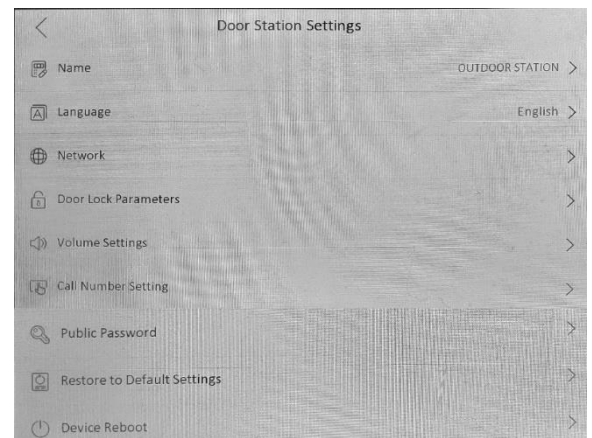 Door Station Settings
Name OUTDOOR STATION
Language English
Network
Door Lock Parameters
Volume Settings
Call Number Setting
Public Password
Restore to Default Settings
Device Reboot